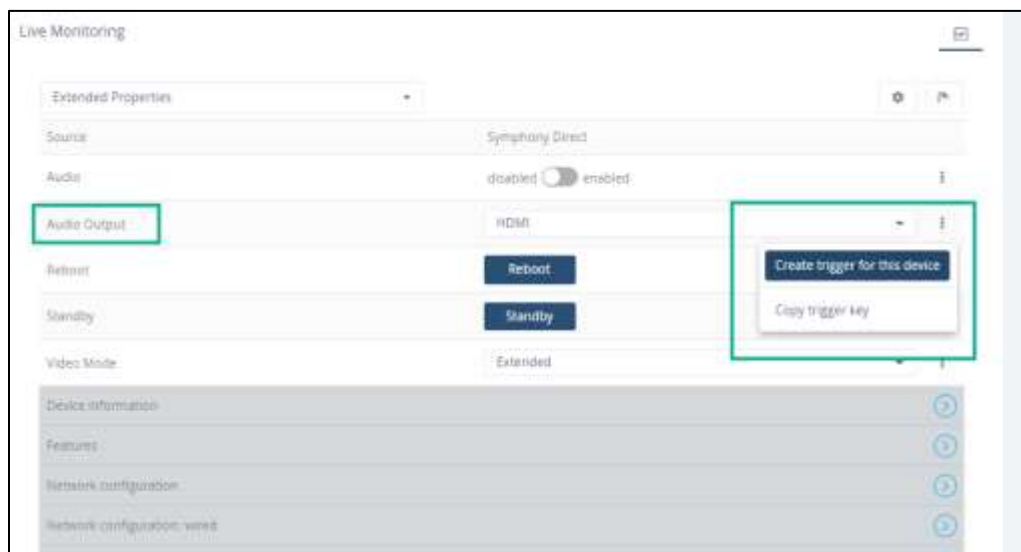 Live Monitoring
Extended Properties
Source Symphony Direct
Audio disabled enabled
Audio Output HDMI
Create trigger for this device
Reboot Reboot
Copy trigger key
Standby Standby
Video Mode Extended
Device information
Features
Network configuration
Network configuration: wired